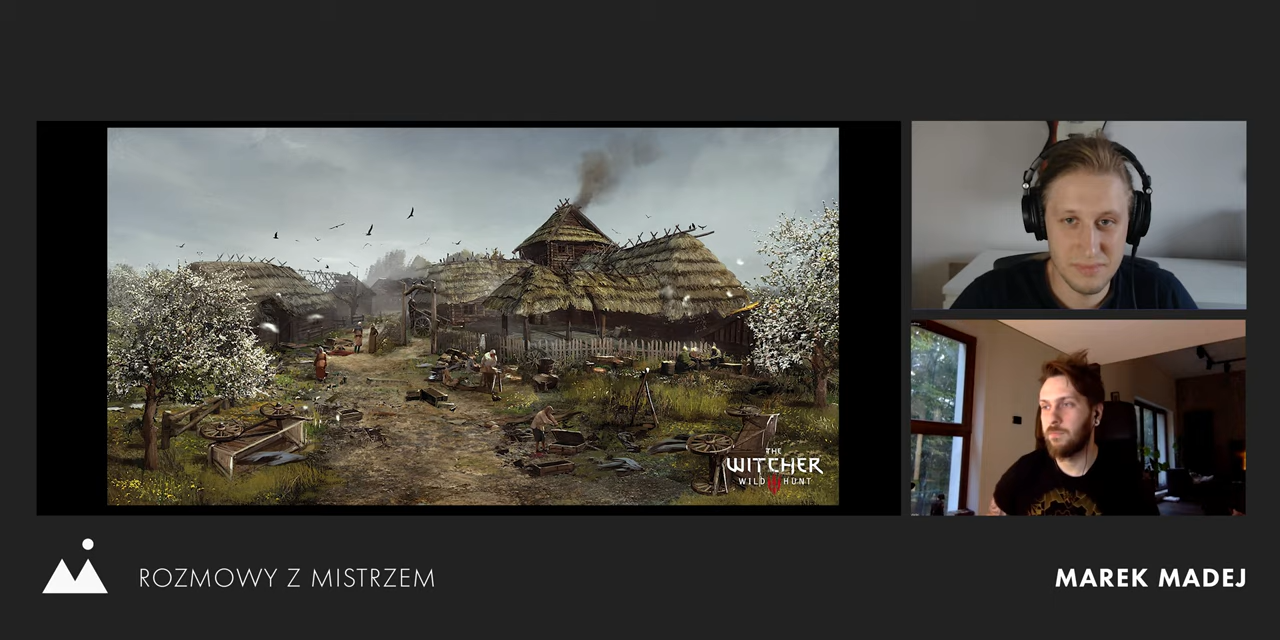 THE
WITCHER
WILD HUNT
ROZMOWY Z MISTRZEM
MAREK MADEJ